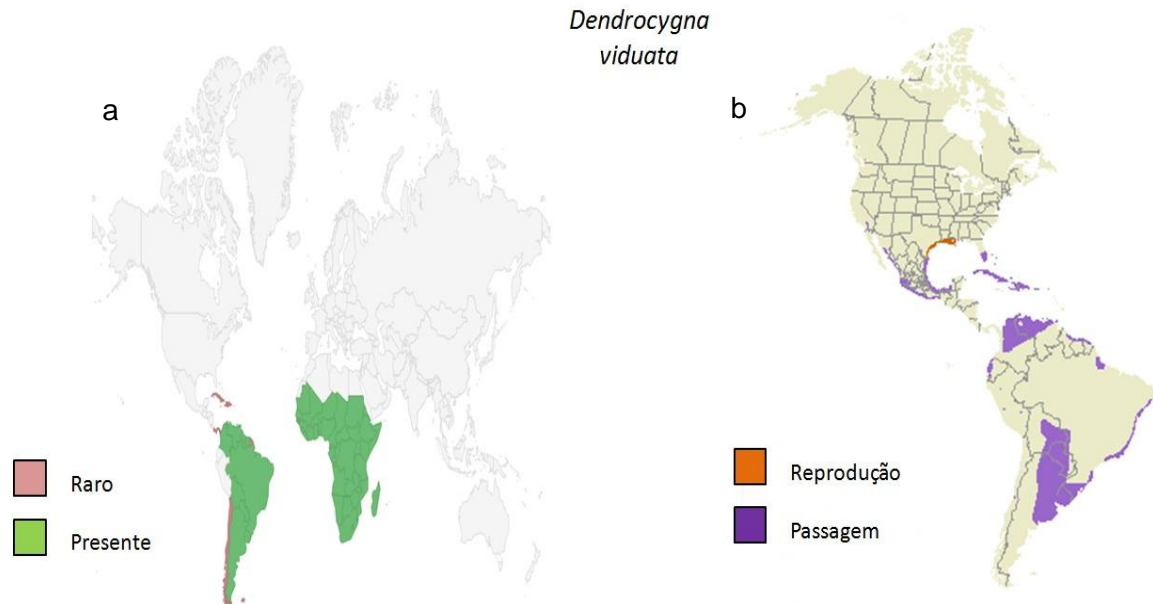 Dendrocygna
viduata
a
b
Raro
Presente
Reprodução
Passagem